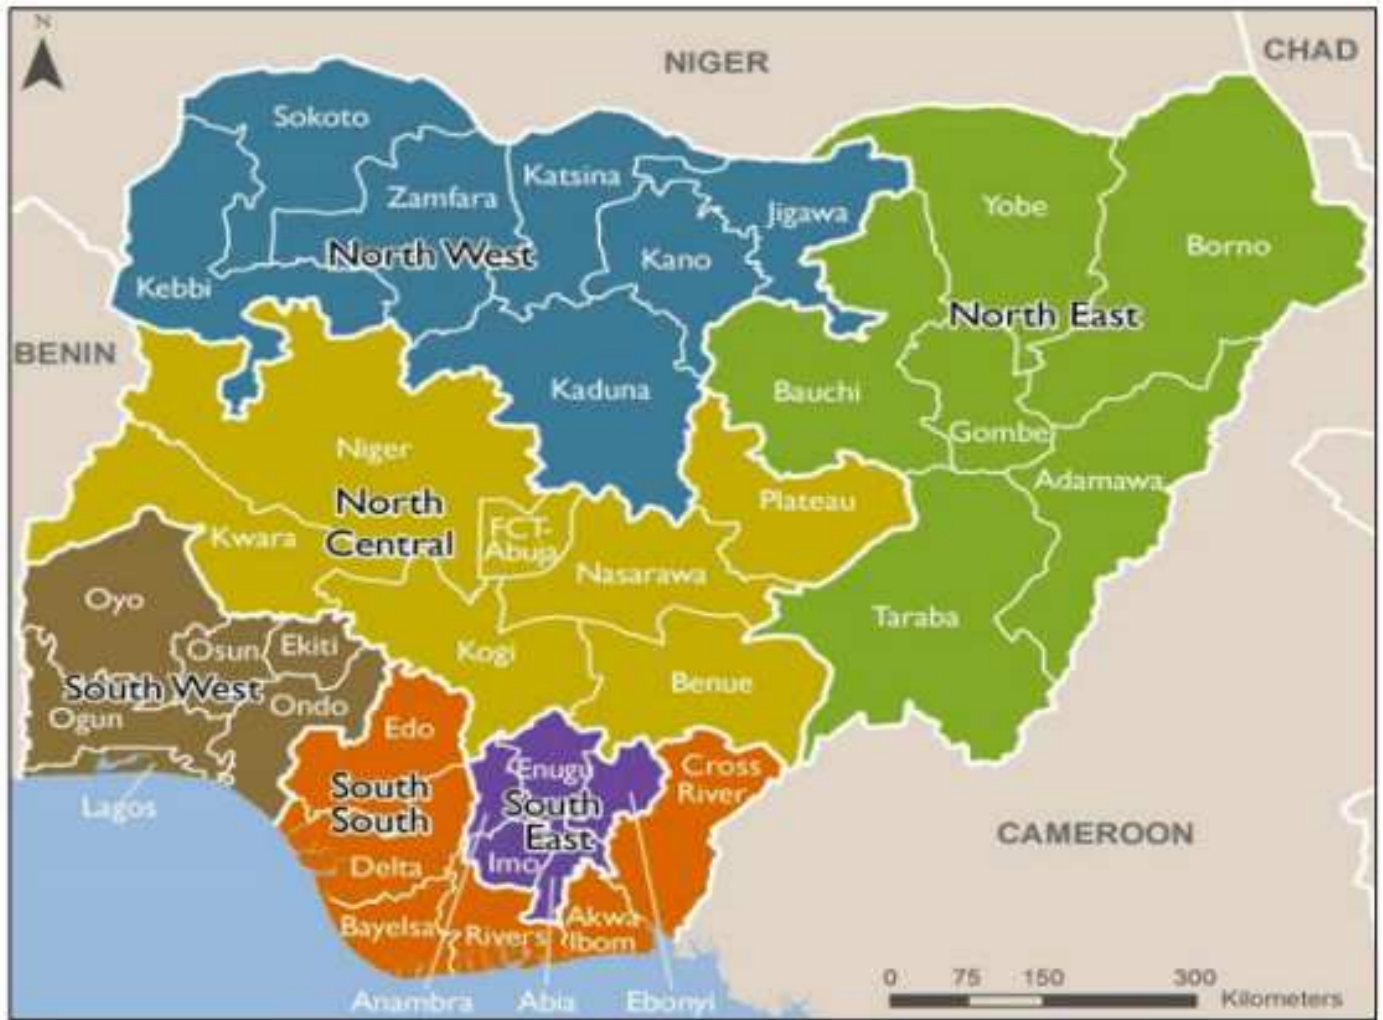 N
NIGER
CHAD
Sokoto
Katsina
Zamfara
Jigawa
Yobe
North West
Kano
Borno
Kebbi
North East
BENIN
Kaduna
Bauchi
Gombe
Niger
Adamawa
North
Central
Plateau
FCT-
Abuja
Kwara
Nasarawa
Oyo
Taraba
Osun
Ekiti
Kogi
South West
Benue
Ogun
Ondo
Edo
Cross
River
Enugu
South
South
South
East
Lagos
CAMEROON
Imo
Delta
Bayelsa
Rivers
Akwa
Ibom
Anambra
Abia
Ebonyi
0 75 150 300
Kilometers